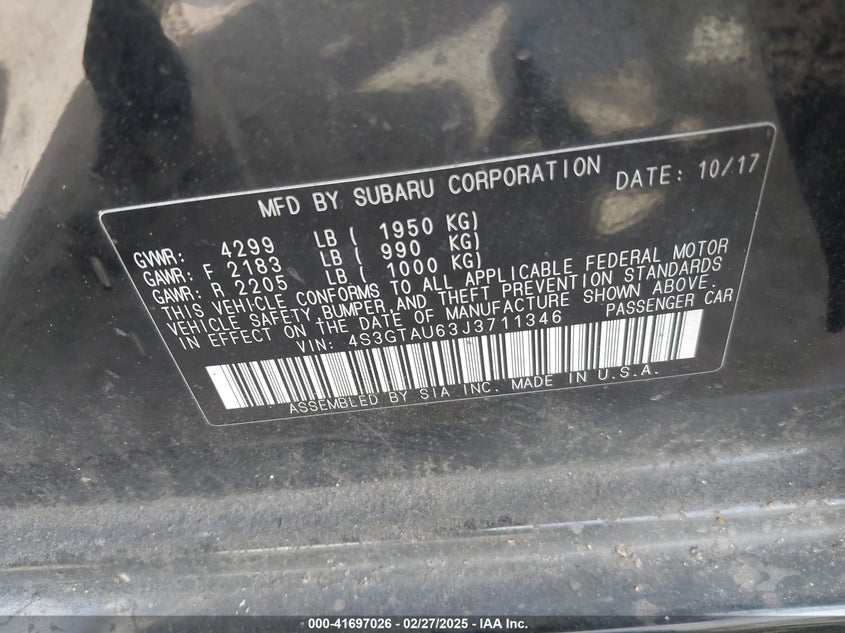 MFD BY SUBARU CORPORATION DATE: 10/17
GVWR: 4299 LB ( 1950 KG)
GAWR: F 2183 LB ( 990 KG)
GAWR: R 2205 LB ( 1000 KG)
THIS VEHICLE CONFORMS TO ALL APPLICABLE FEDERAL MOTOR
VEHICLE SAFETY, BUMPER, AND THEFT PREVENTION STANDARDS
IN EFFECT ON THE DATE OF MANUFACTURE SHOWN ABOVE.
VIN: 4S3GTAU63J3711346 PASSENGER CAR
ASSEMBLED BY SIA INC. MADE IN U.S.A.
000-41697026 | 02/27/2025 - IAA Inc.